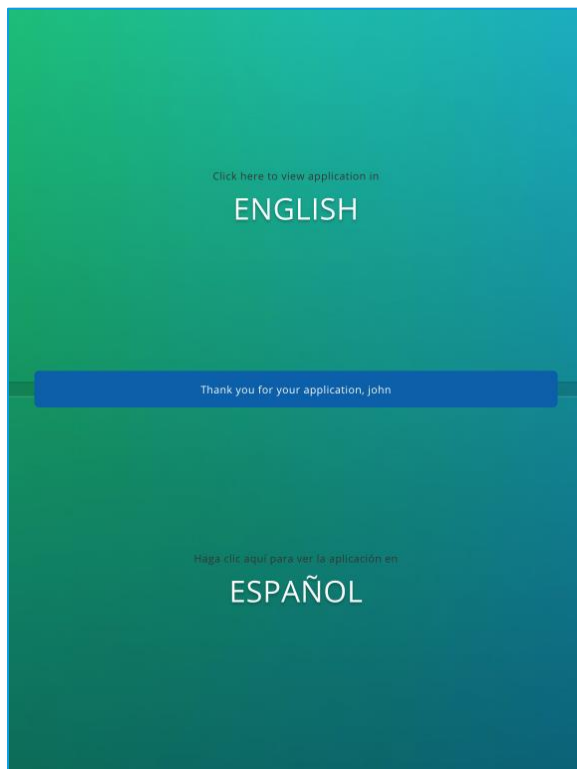 Click here to view application in
ENGLISH
Thank you for your application, john
Haga clic aquí para ver la aplicación en
ESPAÑOL